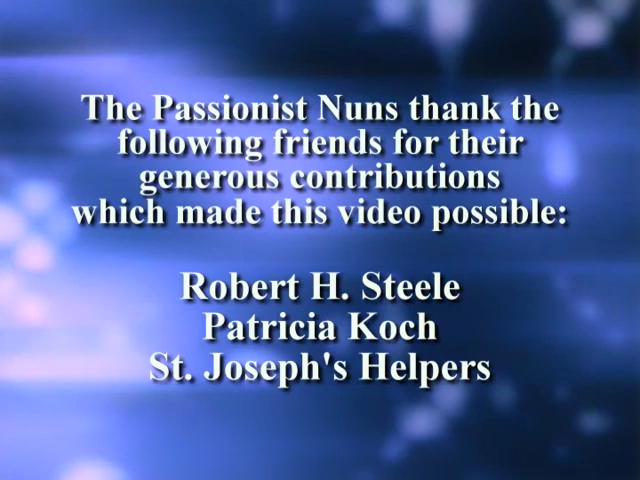 The Passionist Nuns thank the
following friends for their
generous contributions
which made this video possible:
Robert H. Steele
Patricia Koch
St. Joseph's Helpers